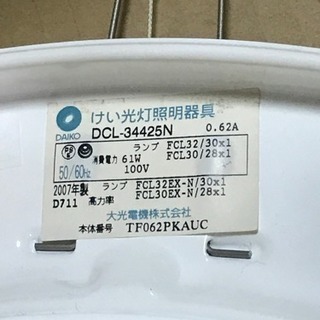 けい光灯照明器具
DAIKO
DCL-34425N 0.62A
PS E
ランプ FCL32/30x1
消費電力 61W FCL30/28x1
50/60Hz 100V
2007年製 ランプ FCL32EX-N/30x1
D711 高力率 FCL30EX-N/28x1
大光電機株式会社
本体番号 TF062PKAUC